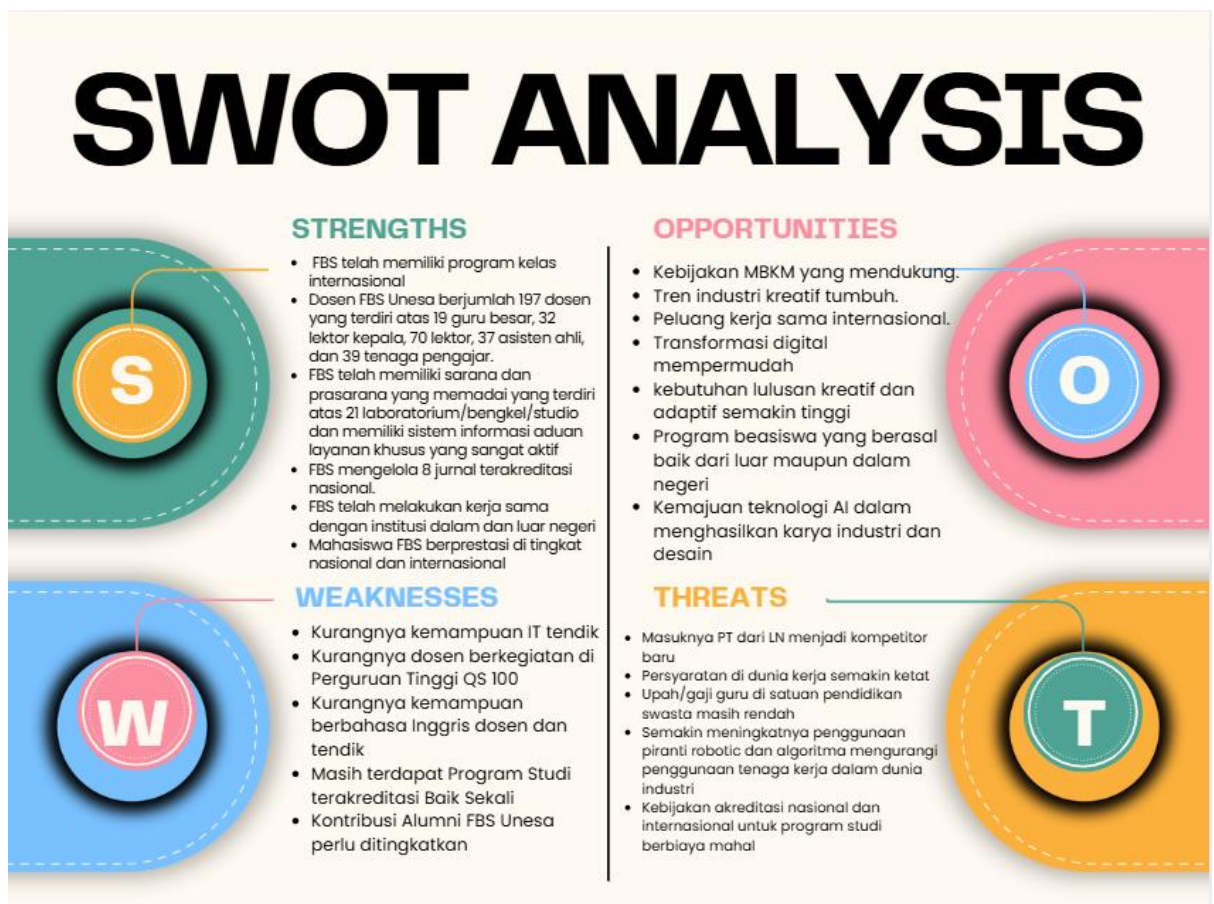 SWOT ANALYSIS
STRENGTHS
• FBS telah memiliki program kelas
internasional
• Dosen FBS Unesa berjumlah 197 dosen
yang terdiri atas 19 guru besar, 32
lektor kepala, 70 lektor, 37 asisten ahli,
dan 39 tenaga pengajar.
• FBS telah memiliki sarana dan
prasarana yang memadai yang terdiri
atas 21 laboratorium/bengkel/studio
dan memiliki sistem informasi aduan
layanan khusus yang sangat aktif
• FBS mengelola 8 jurnal terakreditasi
nasional.
• FBS telah melakukan kerja sama
dengan institusi dalam dan luar negeri
• Mahasiswa FBS berprestasi di tingkat
nasional dan internasional
S
WEAKNESSES
• Kurangnya kemampuan IT tendik
• Kurangnya dosen berkegiatan di
Perguruan Tinggi QS 100
• Kurangnya kemampuan
berbahasa Inggris dosen dan
tendik
• Masih terdapat Program Studi
terakreditasi Baik Sekali
• Kontribusi Alumni FBS Unesa
perlu ditingkatkan
W
OPPORTUNITIES
• Kebijakan MBKM yang mendukung.
• Tren industri kreatif tumbuh.
• Peluang kerja sama internasional.
• Transformasi digital
mempermudah
• kebutuhan lulusan kreatif dan
adaptif semakin tinggi
• Program beasiswa yang berasal
baik dari luar maupun dalam
negeri
• Kemajuan teknologi AI dalam
menghasilkan karya industri dan
desain
O
THREATS
• Masuknya PT dari LN menjadi kompetitor
baru
• Persyaratan di dunia kerja semakin ketat
• Upah/gaji guru di satuan pendidikan
swasta masih rendah
• Semakin meningkatnya penggunaan
piranti robotic dan algoritma mengurangi
penggunaan tenaga kerja dalam dunia
industri
• Kebijakan akreditasi nasional dan
internasional untuk program studi
berbiaya mahal
T